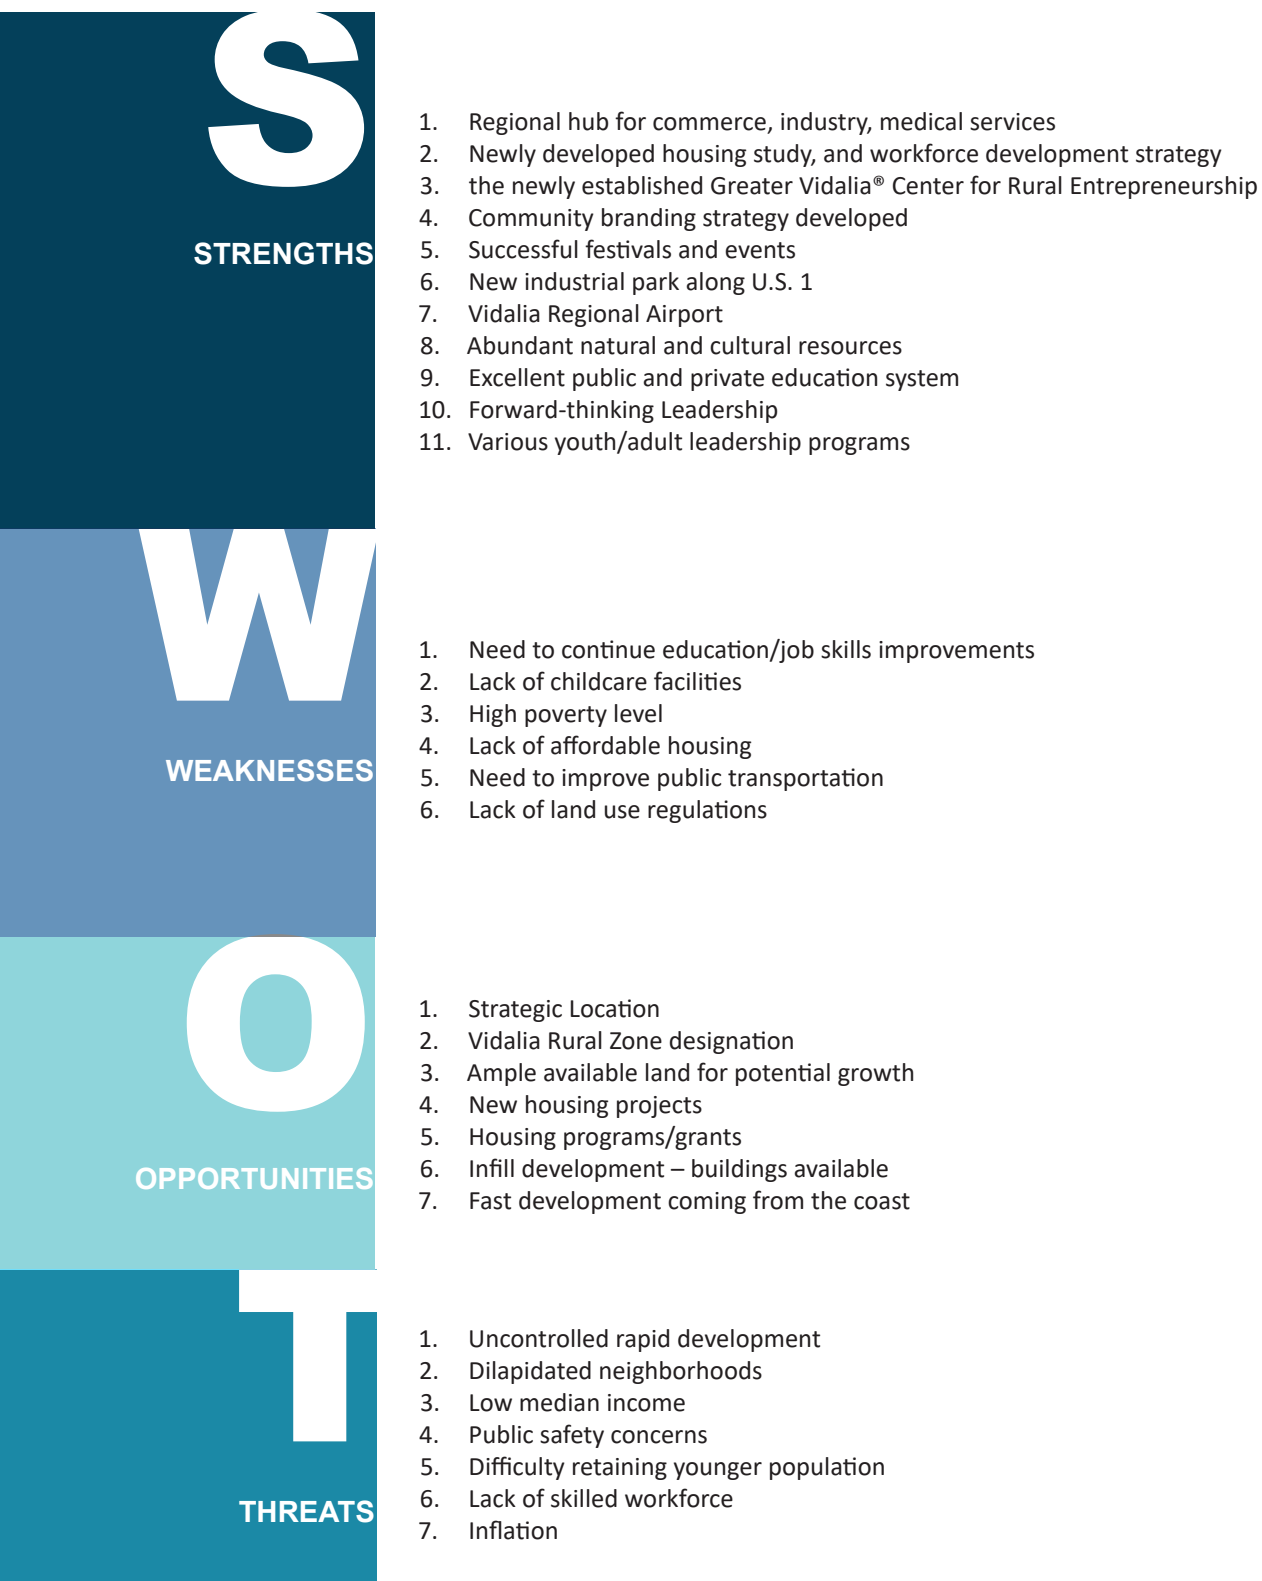 S
STRENGTHS
1. Regional hub for commerce, industry, medical services
2. Newly developed housing study, and workforce development strategy
3. the newly established Greater Vidalia® Center for Rural Entrepreneurship
4. Community branding strategy developed
5. Successful festivals and events
6. New industrial park along U.S. 1
7. Vidalia Regional Airport
8. Abundant natural and cultural resources
9. Excellent public and private education system
10. Forward-thinking Leadership
11. Various youth/adult leadership programs
W
WEAKNESSES
1. Need to continue education/job skills improvements
2. Lack of childcare facilities
3. High poverty level
4. Lack of affordable housing
5. Need to improve public transportation
6. Lack of land use regulations
O
OPPORTUNITIES
1. Strategic Location
2. Vidalia Rural Zone designation
3. Ample available land for potential growth
4. New housing projects
5. Housing programs/grants
6. Infill development – buildings available
7. Fast development coming from the coast
T
THREATS
1. Uncontrolled rapid development
2. Dilapidated neighborhoods
3. Low median income
4. Public safety concerns
5. Difficulty retaining younger population
6. Lack of skilled workforce
7. Inflation